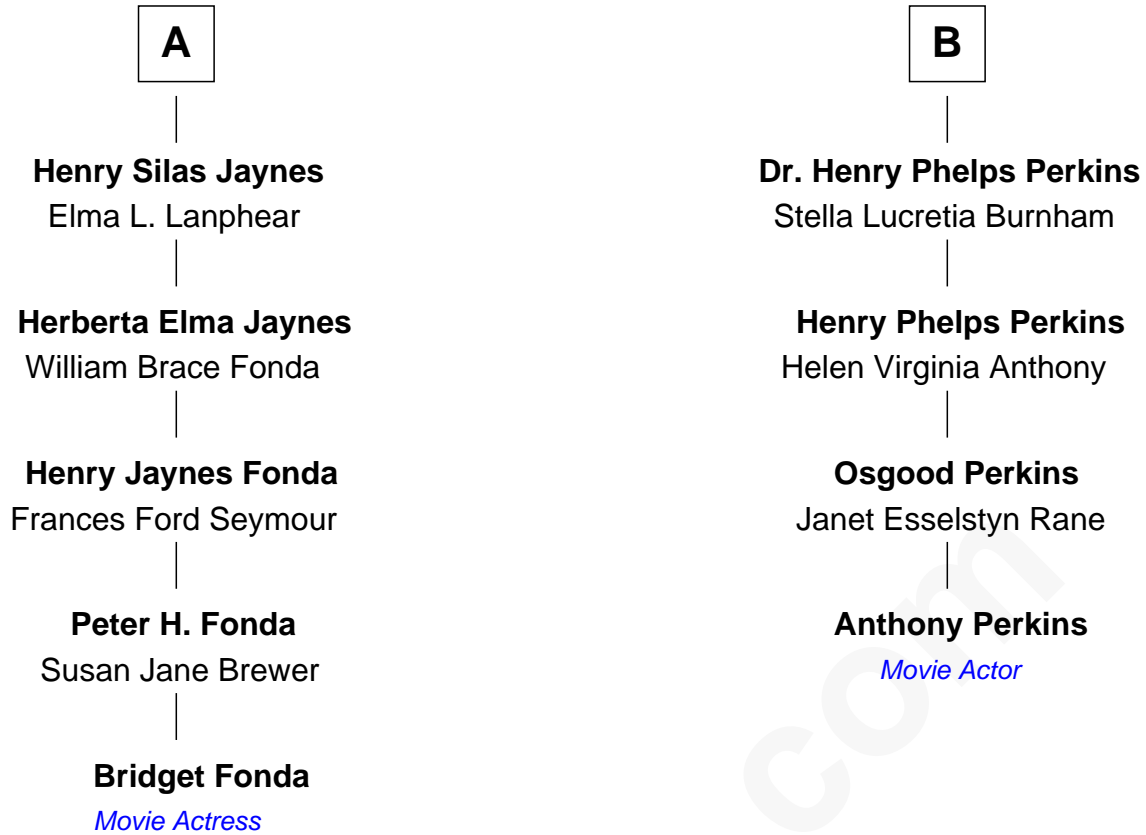 A
Henry Silas Jaynes
Elma L. Lanphear
Herberta Elma Jaynes
William Brace Fonda
Henry Jaynes Fonda
Frances Ford Seymour
Peter H. Fonda
Susan Jane Brewer
Bridget Fonda
Movie Actress
B
Dr. Henry Phelps Perkins
Stella Lucretia Burnham
Henry Phelps Perkins
Helen Virginia Anthony
Osgood Perkins
Janet Esselstyn Rane
Anthony Perkins
Movie Actor
com